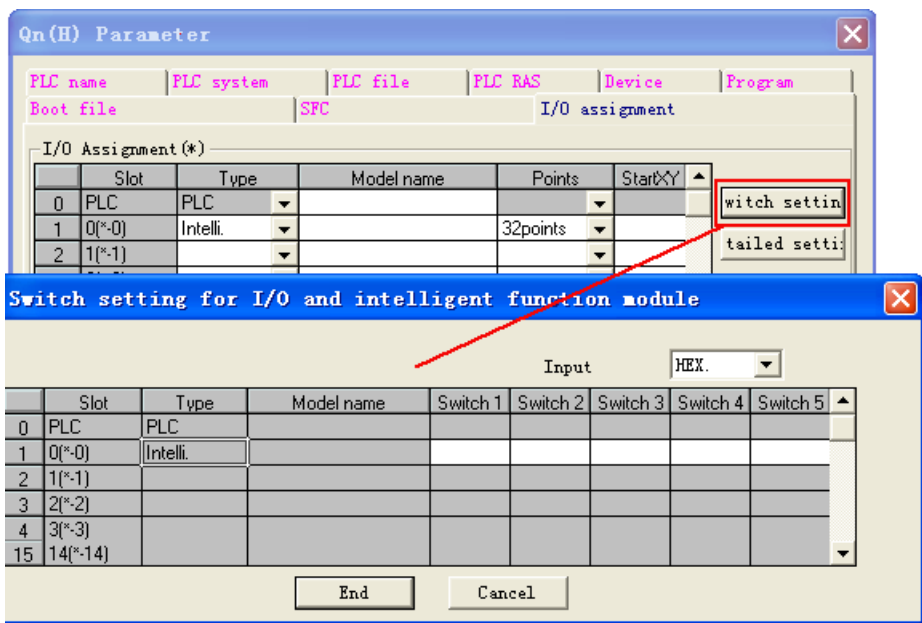 Qn(H) Parameter
PLC name PLC system PLC file PLC RAS Device Program
Boot file SFC I/O assignment
I/O Assignment(*)
Slot Type Model name Points StartXY
0 PLC PLC
1 0(*-0) Intelli. 32points
2 1(*-1)
witch settin
tailed setti
Switch setting for I/O and intelligent function module
Input HEX.
Slot Type Model name Switch 1 Switch 2 Switch 3 Switch 4 Switch 5
0 PLC PLC
1 0(*-0) Intelli.
2 1(*-1)
3 2(*-2)
4 3(*-3)
15 14(*-14)
End Cancel